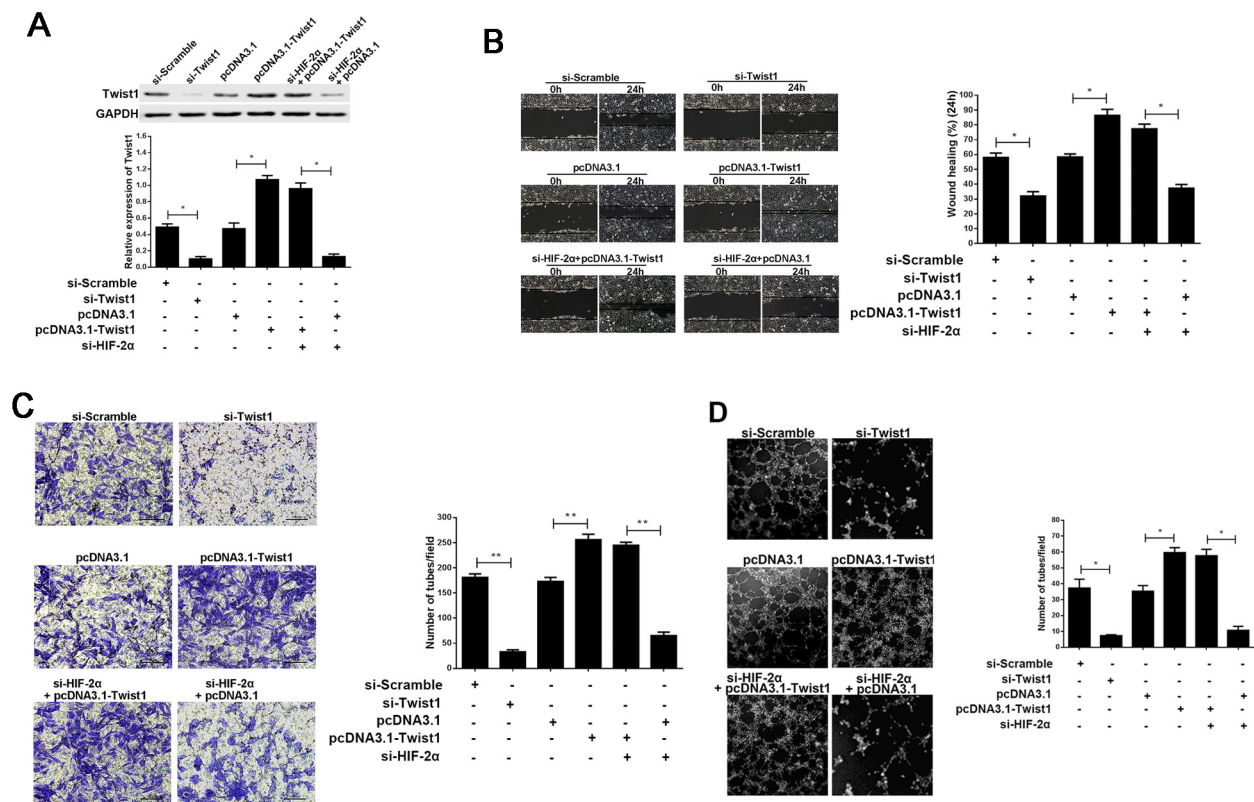 A
si-Scramble
si-Twist1
pcDNA3.1
pcDNA3.1-Twist1
si-HIF-2α
+ pcDNA3.1-Twist1
si-HIF-2α
+ pcDNA3.1
Twist1
GAPDH
Relative expression of Twist1
1.6
1.4
1.2
1.0
0.8
0.6
0.4
0.2
0.0
*
*
*
si-Scramble + - - - - -
si-Twist1 - + - - - -
pcDNA3.1 - - + - - +
pcDNA3.1-Twist1 - - - + + -
si-HIF-2α - - - - + +
B
si-Scramble
0h 24h
si-Twist1
0h 24h
pcDNA3.1
0h 24h
pcDNA3.1-Twist1
0h 24h
si-HIF-2α+pcDNA3.1-Twist1
0h 24h
si-HIF-2α+pcDNA3.1
0h 24h
Wound healing (%) (24h)
100
90
80
70
60
50
40
30
20
10
0
*
*
*
si-Scramble + - - - - -
si-Twist1 - + - - - -
pcDNA3.1 - - + - - +
pcDNA3.1-Twist1 - - - + + -
si-HIF-2α - - - - + +
C
si-Scramble
si-Twist1
pcDNA3.1
pcDNA3.1-Twist1
si-HIF-2α
+ pcDNA3.1-Twist1
si-HIF-2α
+ pcDNA3.1
Number of tubes/field
300
250
200
150
100
50
0
**
**
**
si-Scramble + - - - - -
si-Twist1 - + - - - -
pcDNA3.1 - - + - - +
pcDNA3.1-Twist1 - - - + + -
si-HIF-2α - - - - + +
D
si-Scramble
si-Twist1
pcDNA3.1
pcDNA3.1-Twist1
si-HIF-2α
+ pcDNA3.1-Twist1
si-HIF-2α
+ pcDNA3.1
Number of tubes/field
80
70
60
50
40
30
20
10
0
*
*
*
si-Scramble + - - - - -
si-Twist1 - + - - - -
pcDNA3.1 - - + - - +
pcDNA3.1-Twist1 - - - + + -
si-HIF-2α - - - - + +